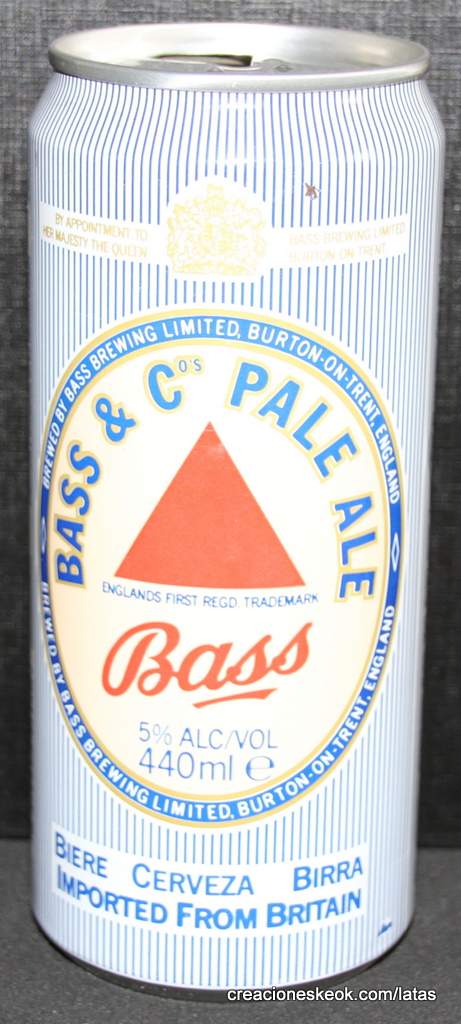 BY APPOINTMENT TO
HER MAJESTY THE QUEEN
BASS BREWING LIMITED
BURTON-ON-TRENT
BREWED BY BASS BREWING LIMITED, BURTON-ON-TRENT, ENGLAND
BASS & CO'S PALE ALE
ENGLANDS FIRST REGD. TRADEMARK
Bass
5% ALC/VOL
440ml e
BREWED BY BASS BREWING LIMITED, BURTON-ON-TRENT, ENGLAND
BIERE CERVEZA BIRRA
IMPORTED FROM BRITAIN
creacioneskeok.com/latas